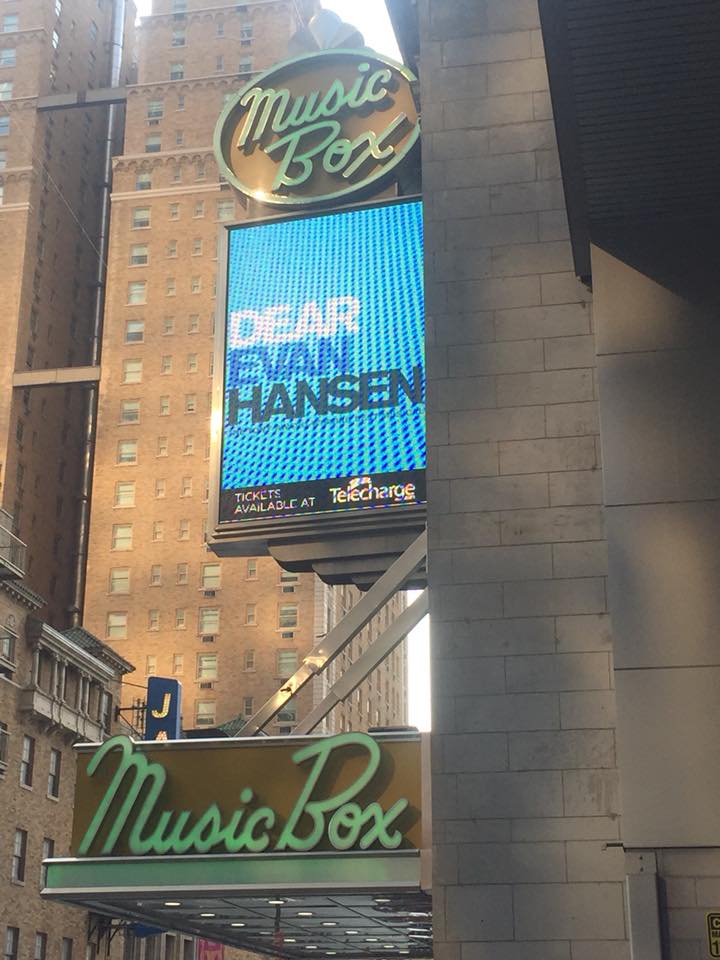 Music
Box
DEAR
EVAN
HANSEN
TICKETS
AVAILABLE AT Telecharge
J
A
Music Box